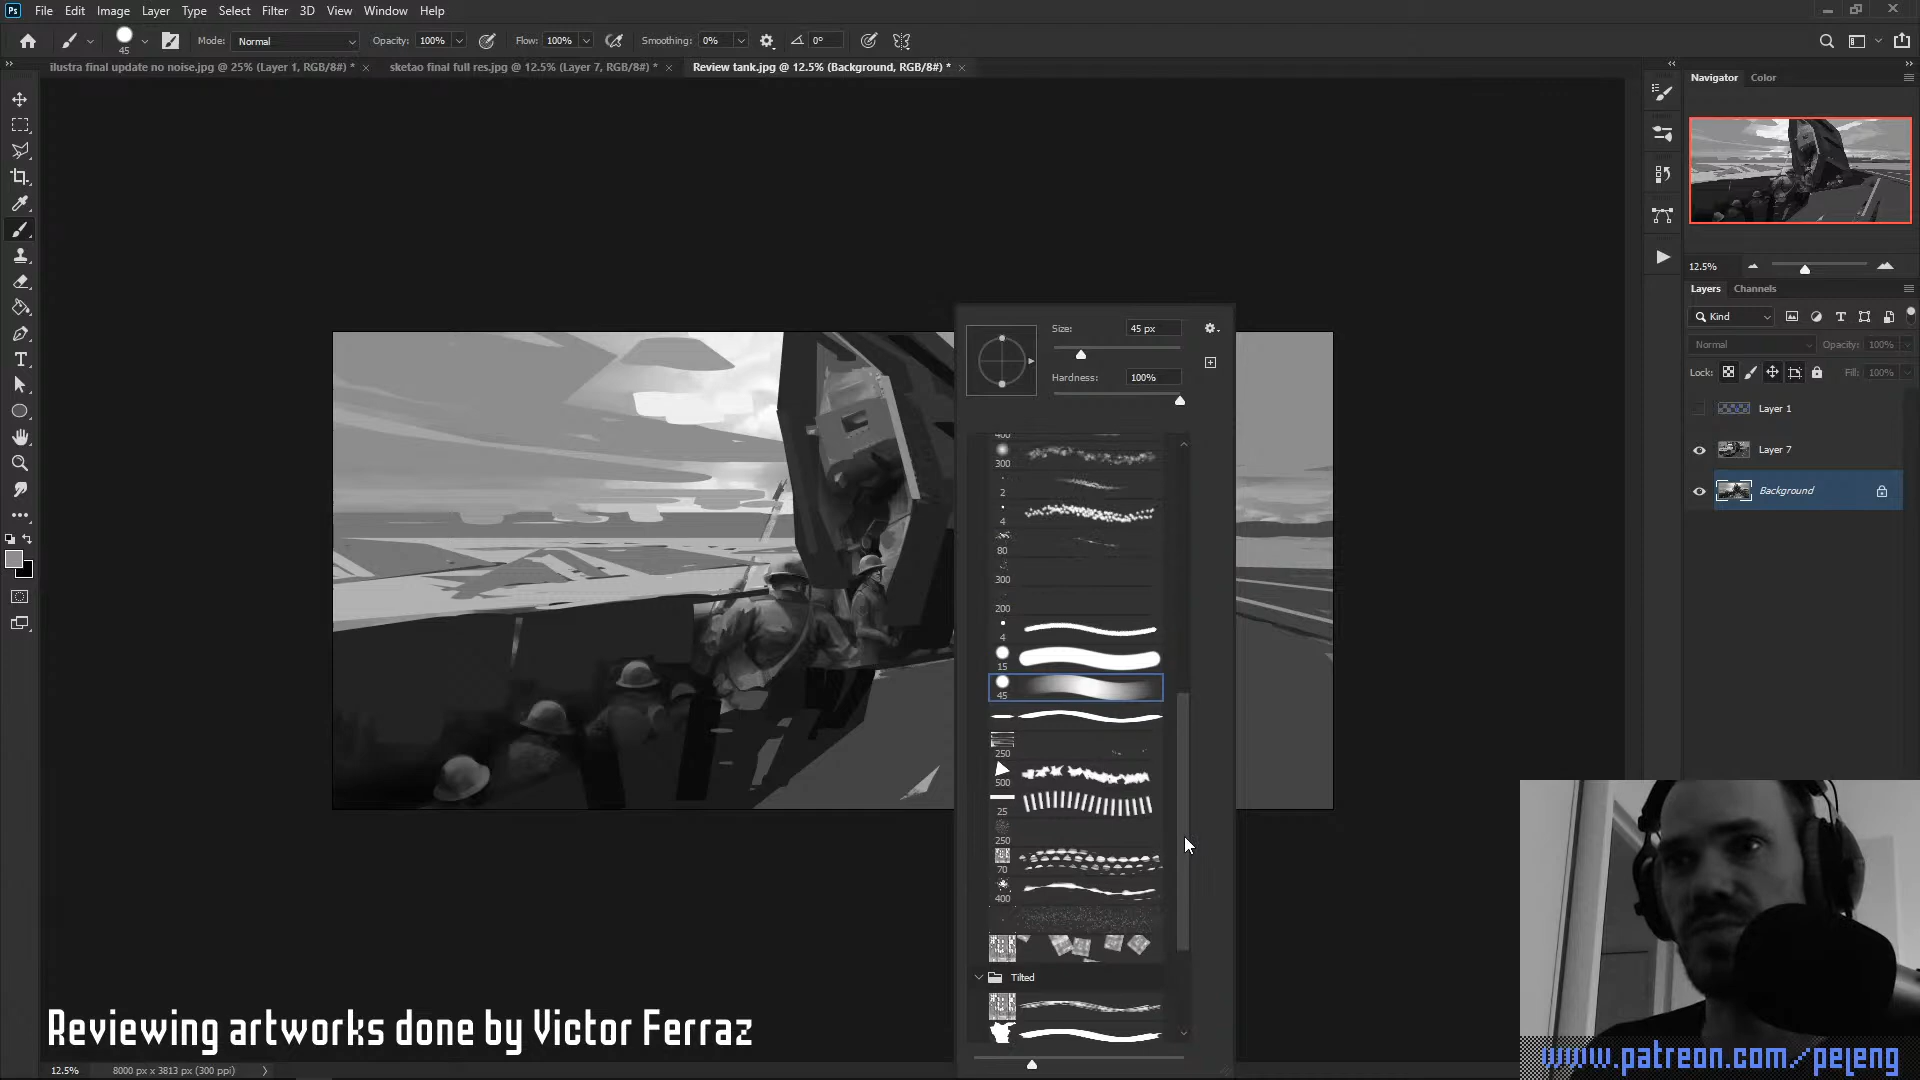 Ps File Edit Image Layer Type Select Filter 3D View Window Help
45 Mode: Normal Opacity: 100% Flow: 100% Smoothing: 0% 0°
ilustra final update no noise.jpg @ 25% (Layer 1, RGB/8#) * sketao final full res.jpg @ 12.5% (Layer 7, RGB/8#) * Review tank.jpg @ 12.5% (Background, RGB/8#) *
Navigator Color
12.5%
Layers Channels
Kind
Normal Opacity: 100%
Lock: Fill: 100%
Layer 1
Layer 7
Background
Size: 45 px
Hardness: 100%
400
300
2
4
80
300
200
4
15
45
250
500
25
250
70
400
Tilted
Reviewing artworks done by Victor Ferraz
www.patreon.com/peleng
12.5% 8000 px x 3813 px (300 ppi)